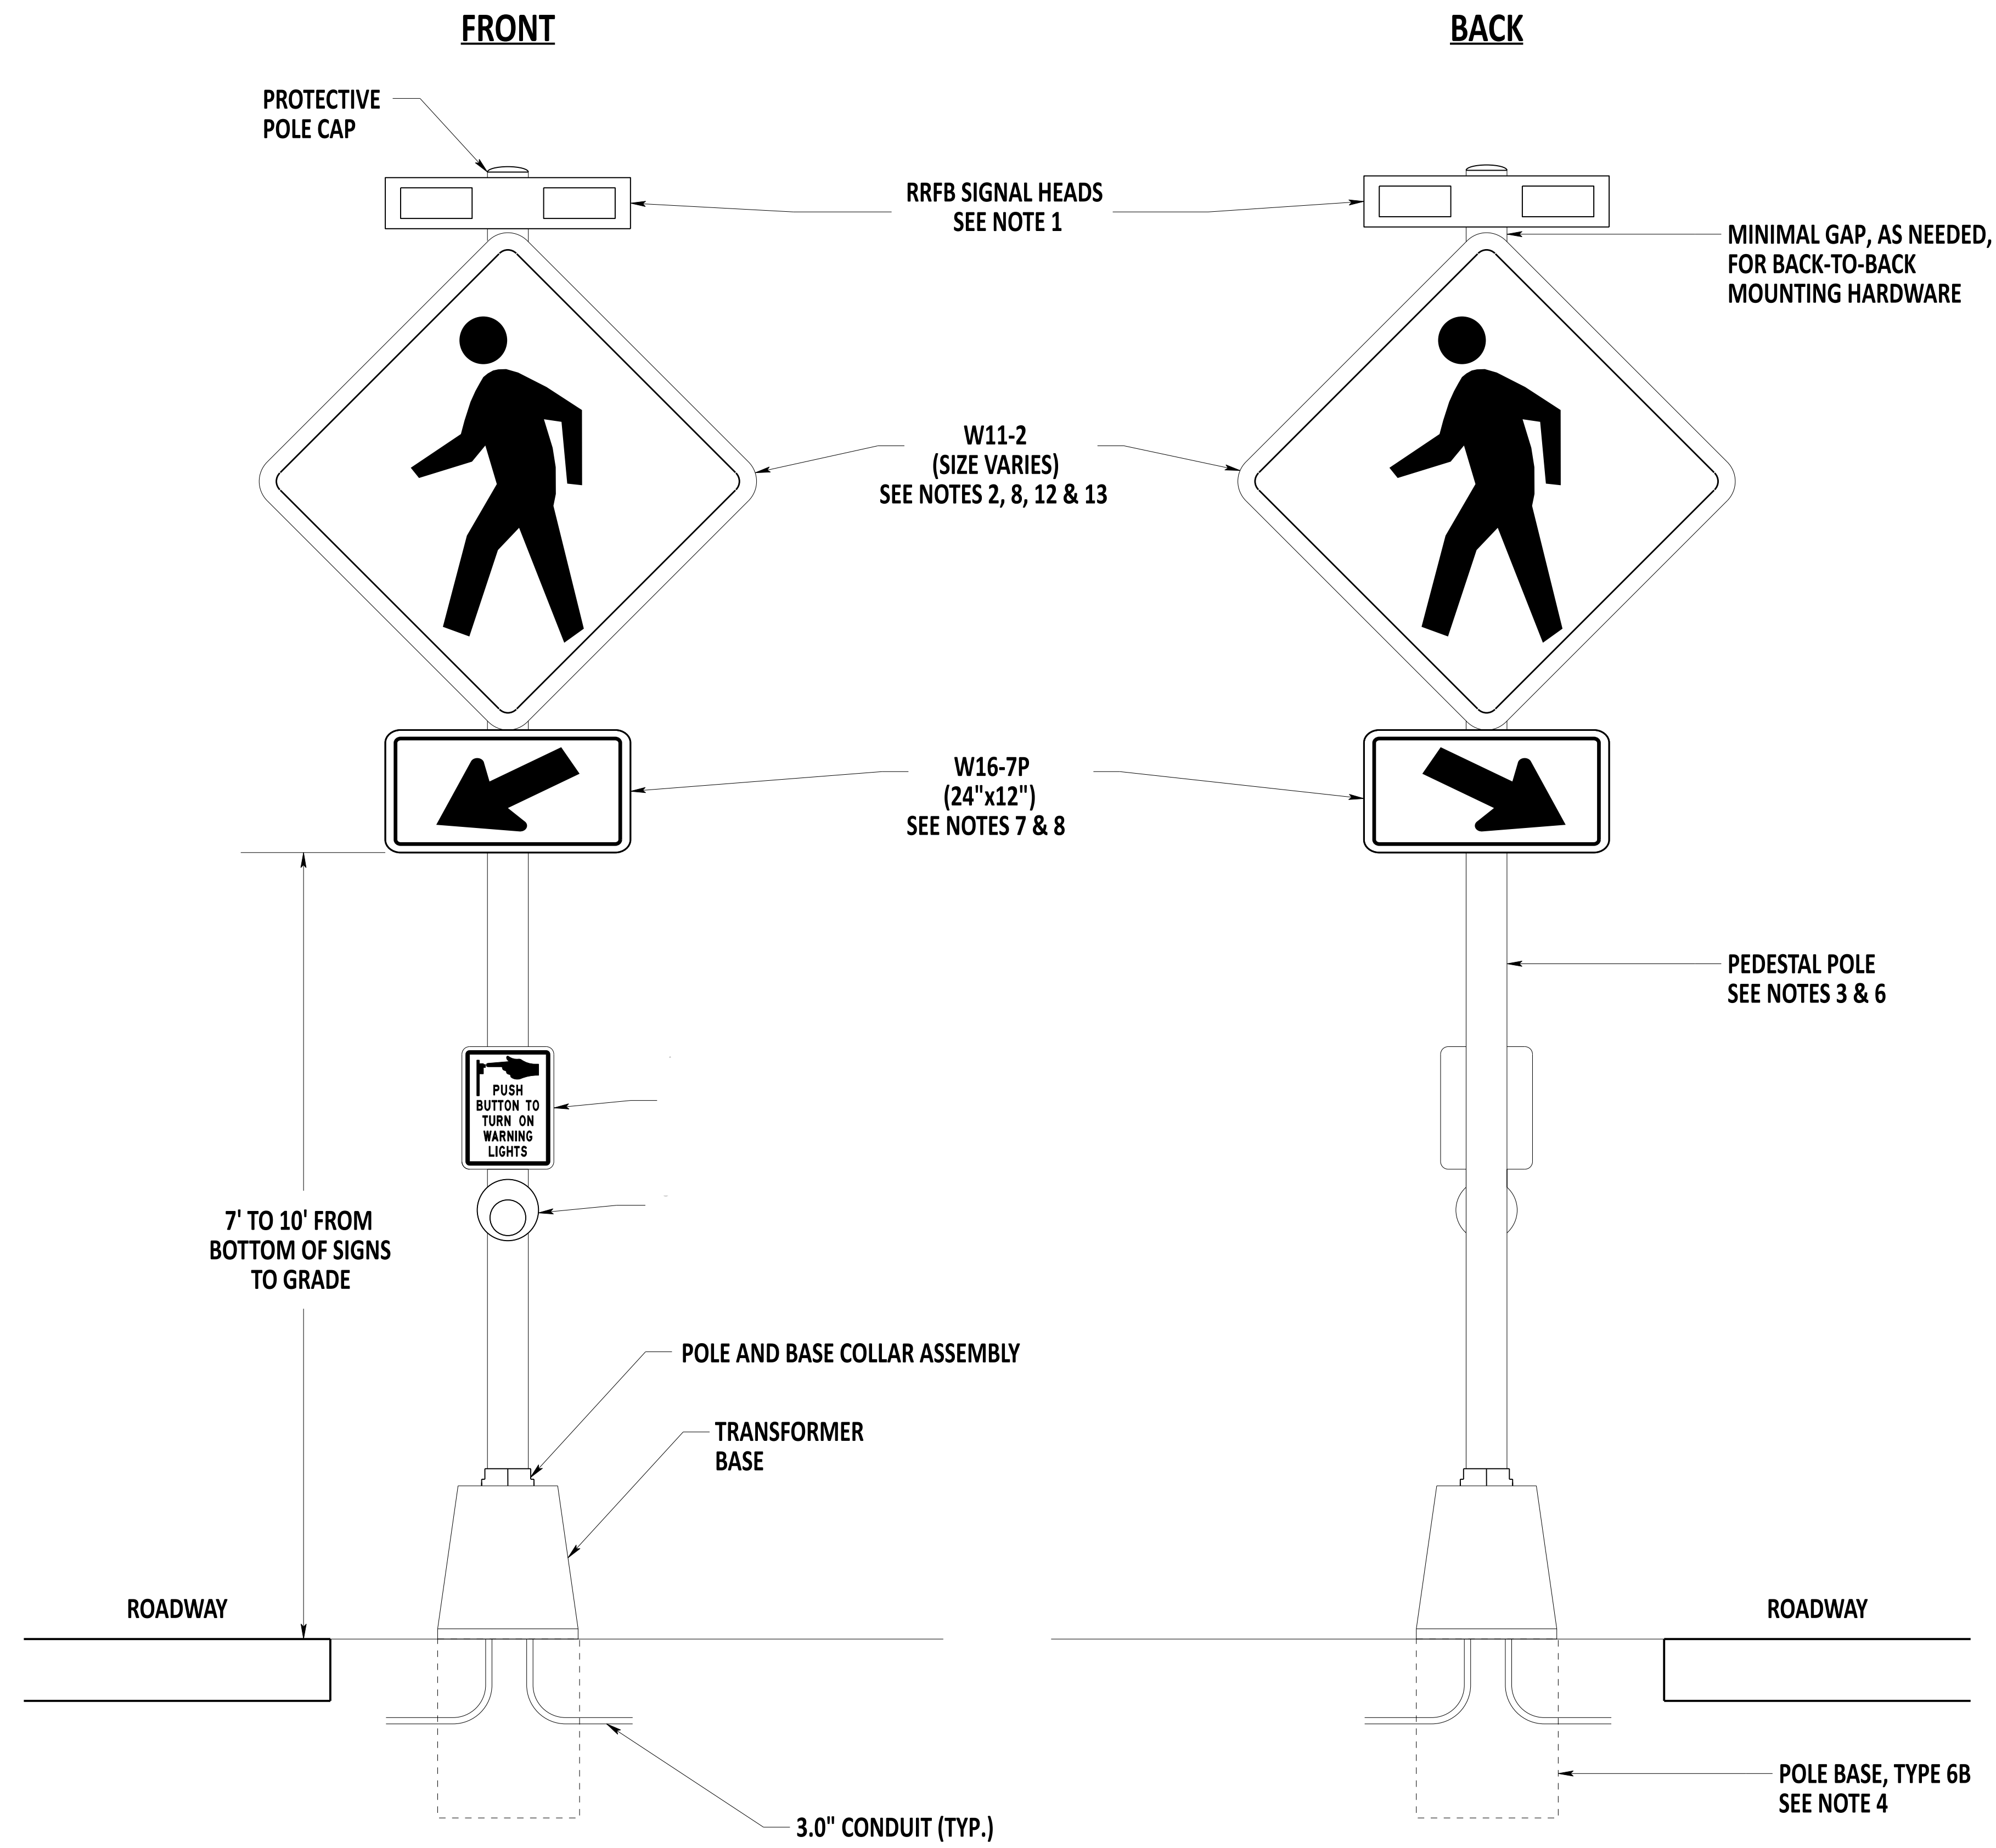 FRONT
BACK
PROTECTIVE
POLE CAP
RRFB SIGNAL HEADS
SEE NOTE 1
MINIMAL GAP, AS NEEDED,
FOR BACK-TO-BACK
MOUNTING HARDWARE
W11-2
(SIZE VARIES)
SEE NOTES 2, 8, 12 & 13
W16-7P
(24"x12")
SEE NOTES 7 & 8
PEDESTAL POLE
SEE NOTES 3 & 6
PUSH
BUTTON TO
TURN ON
WARNING
LIGHTS
7' TO 10' FROM
BOTTOM OF SIGNS
TO GRADE
POLE AND BASE COLLAR ASSEMBLY
TRANSFORMER
BASE
ROADWAY
ROADWAY
POLE BASE, TYPE 6B
SEE NOTE 4
3.0" CONDUIT (TYP.)